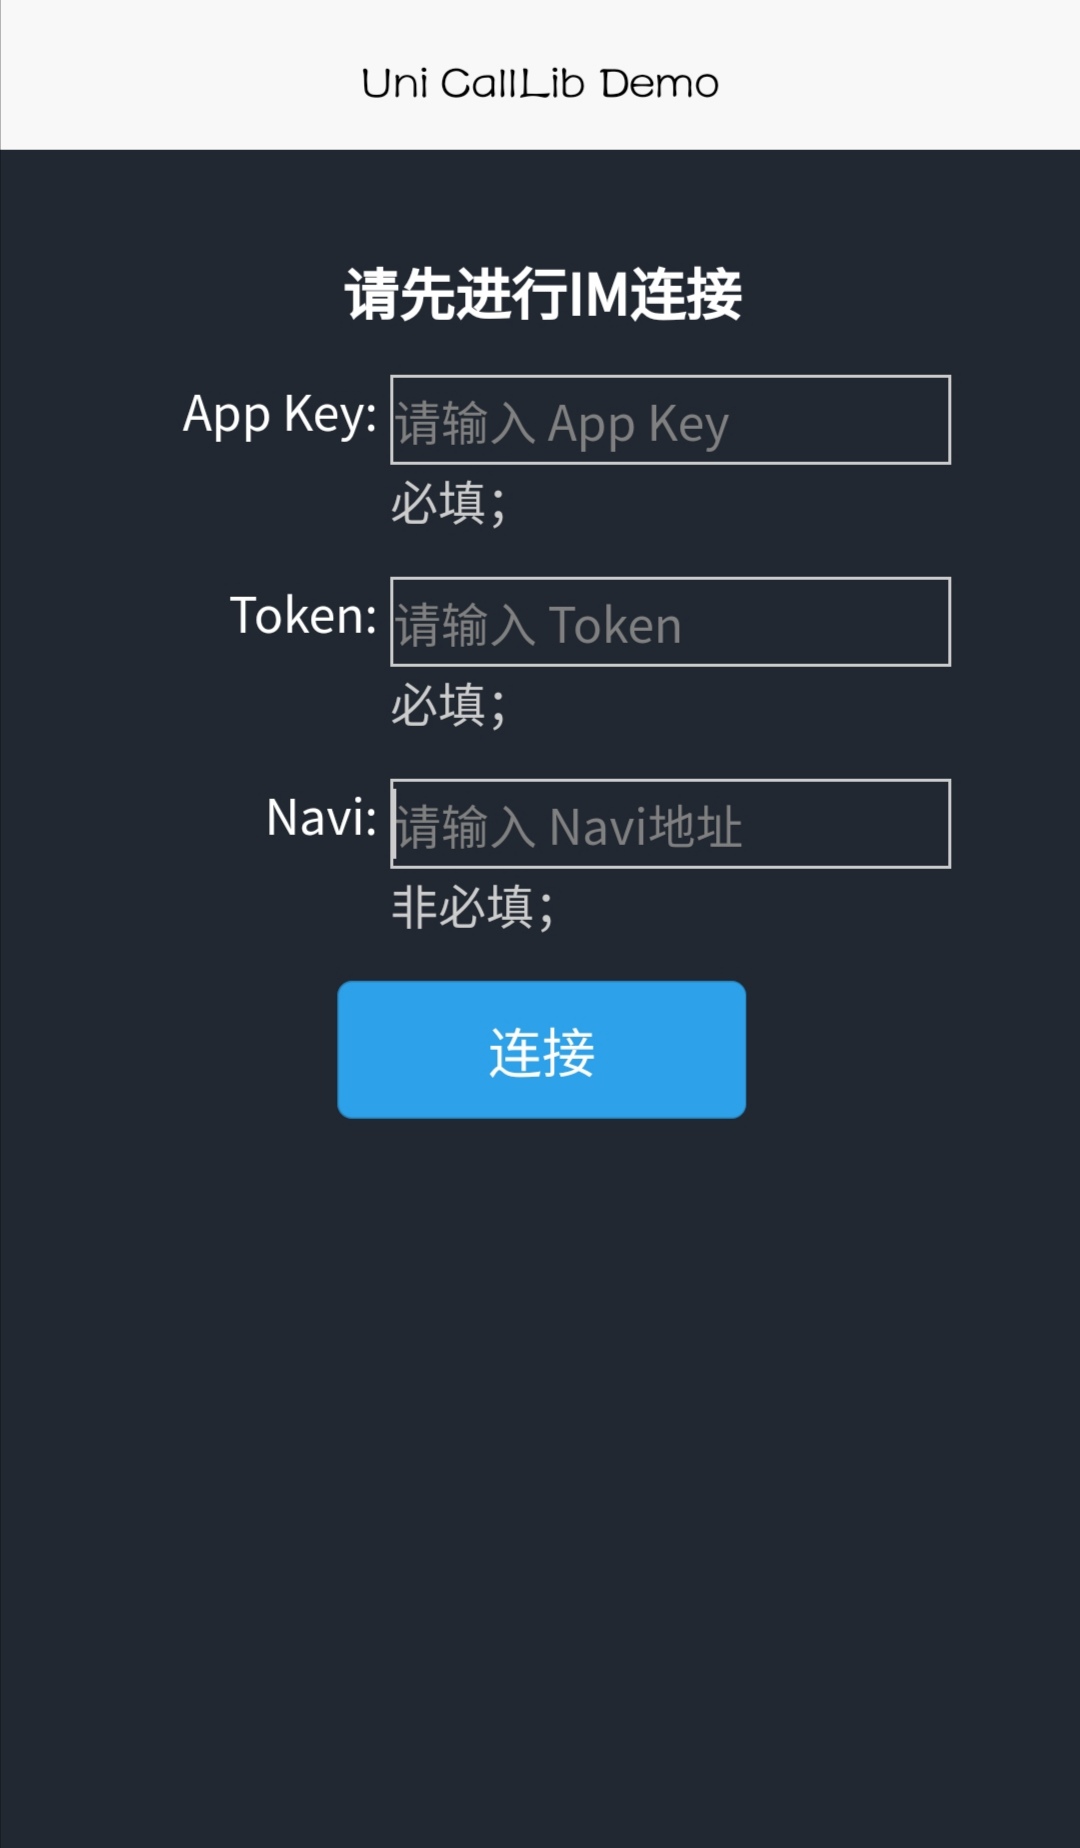 Uni CallLib Demo
请先进行IM连接
App Key: 请输入 App Key
必填；
Token: 请输入 Token
必填；
Navi: 请输入 Navi地址
非必填；
连接